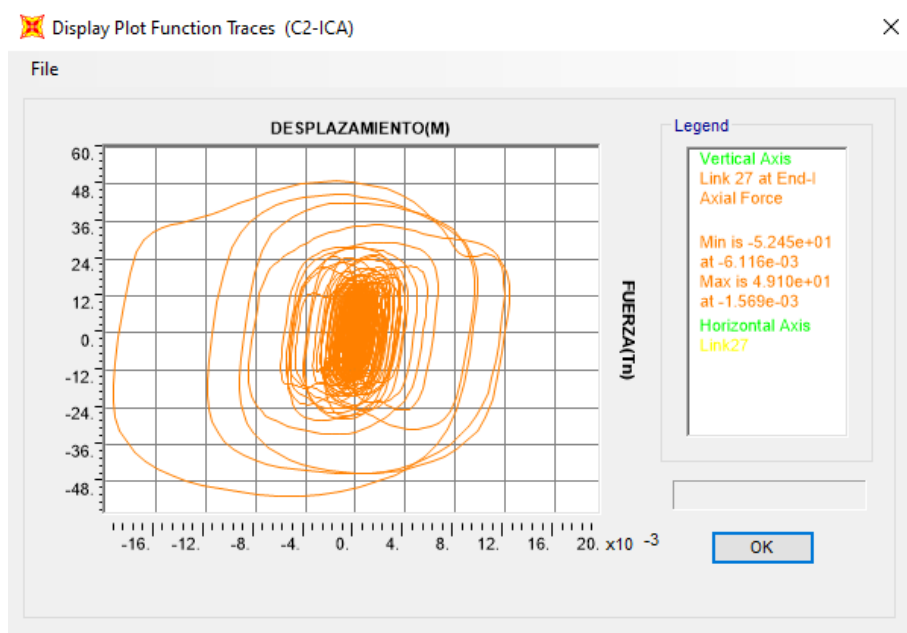 Display Plot Function Traces (C2-ICA)
File
DESPLAZAMIENTO(M)
60.
48.
36.
24.
12.
0.
-12.
-24.
-36.
-48.
-16. -12. -8. -4. 0. 4. 8. 12. 16. 20. x10 -3
FUERZA(Tn)
Legend
Vertical Axis
Link 27 at End-I
Axial Force
Min is -5.245e+01
at -6.116e-03
Max is 4.910e+01
at -1.569e-03
Horizontal Axis
Link27
OK